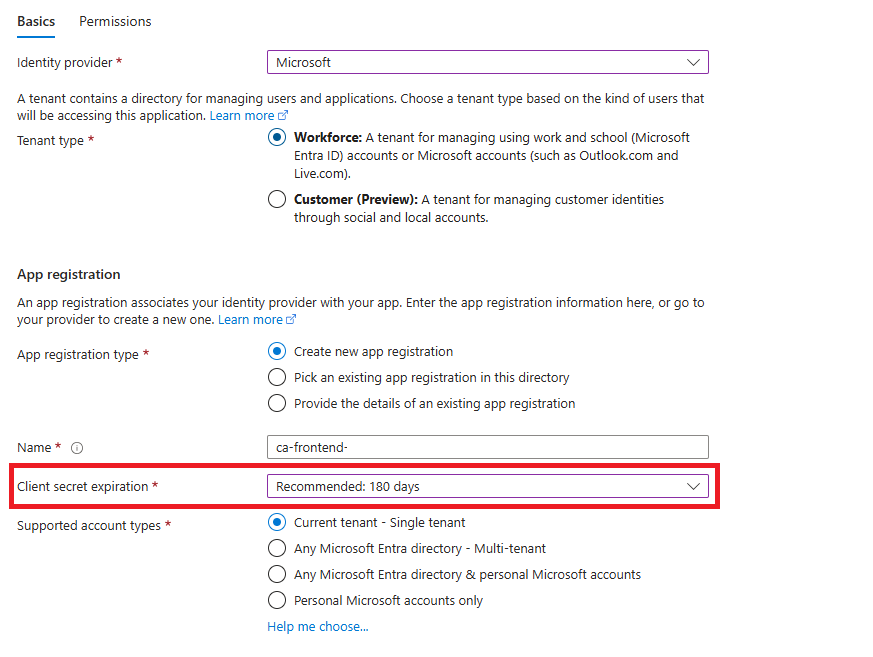 Basics Permissions
Identity provider * Microsoft
A tenant contains a directory for managing users and applications. Choose a tenant type based on the kind of users that
will be accessing this application. Learn more
Tenant type *
Workforce: A tenant for managing using work and school (Microsoft
Entra ID) accounts or Microsoft accounts (such as Outlook.com and
Live.com).
Customer (Preview): A tenant for managing customer identities
through social and local accounts.
App registration
An app registration associates your identity provider with your app. Enter the app registration information here, or go to
your provider to create a new one. Learn more
App registration type *
Create new app registration
Pick an existing app registration in this directory
Provide the details of an existing app registration
Name * ca-frontend-
Client secret expiration * Recommended: 180 days
Supported account types *
Current tenant - Single tenant
Any Microsoft Entra directory - Multi-tenant
Any Microsoft Entra directory & personal Microsoft accounts
Personal Microsoft accounts only
Help me choose...